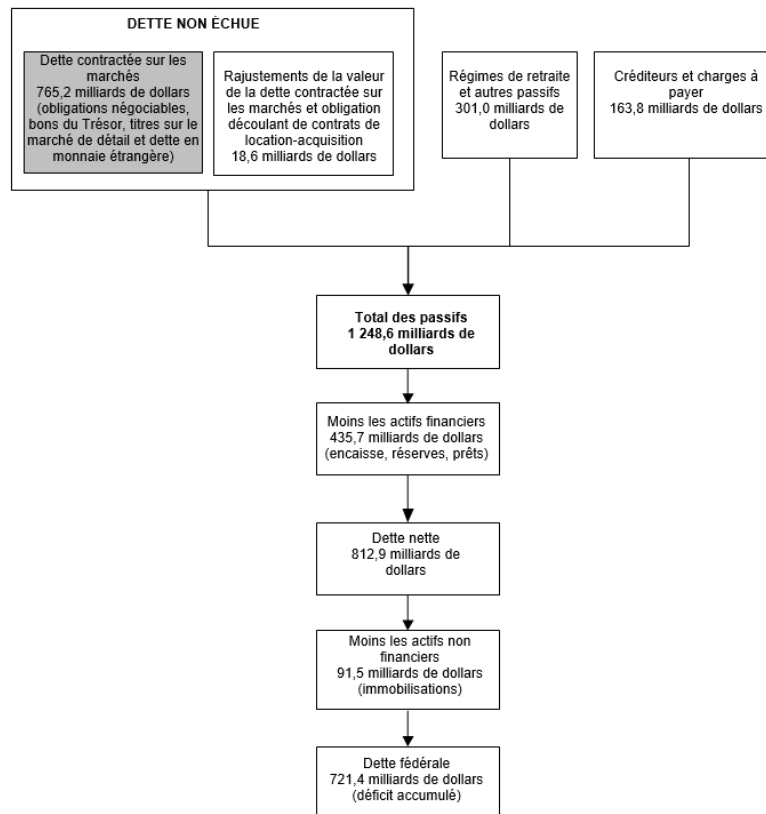 DETTE NON ÉCHUE
Dette contractée sur les
marchés
765,2 milliards de dollars
(obligations négociables,
bons du Trésor, titres sur le
marché de détail et dette en
monnaie étrangère)
Rajustements de la valeur
de la dette contractée sur
les marchés et obligation
découlant de contrats de
location-acquisition
18,6 milliards de dollars
Régimes de retraite
et autres passifs
301,0 milliards de
dollars
Créditeurs et charges à
payer
163,8 milliards de dollars
Total des passifs
1 248,6 milliards de
dollars
Moins les actifs financiers
435,7 milliards de dollars
(encaisse, réserves, prêts)
Dette nette
812,9 milliards de
dollars
Moins les actifs non
financiers
91,5 milliards de dollars
(immobilisations)
Dette fédérale
721,4 milliards de dollars
(déficit accumulé)